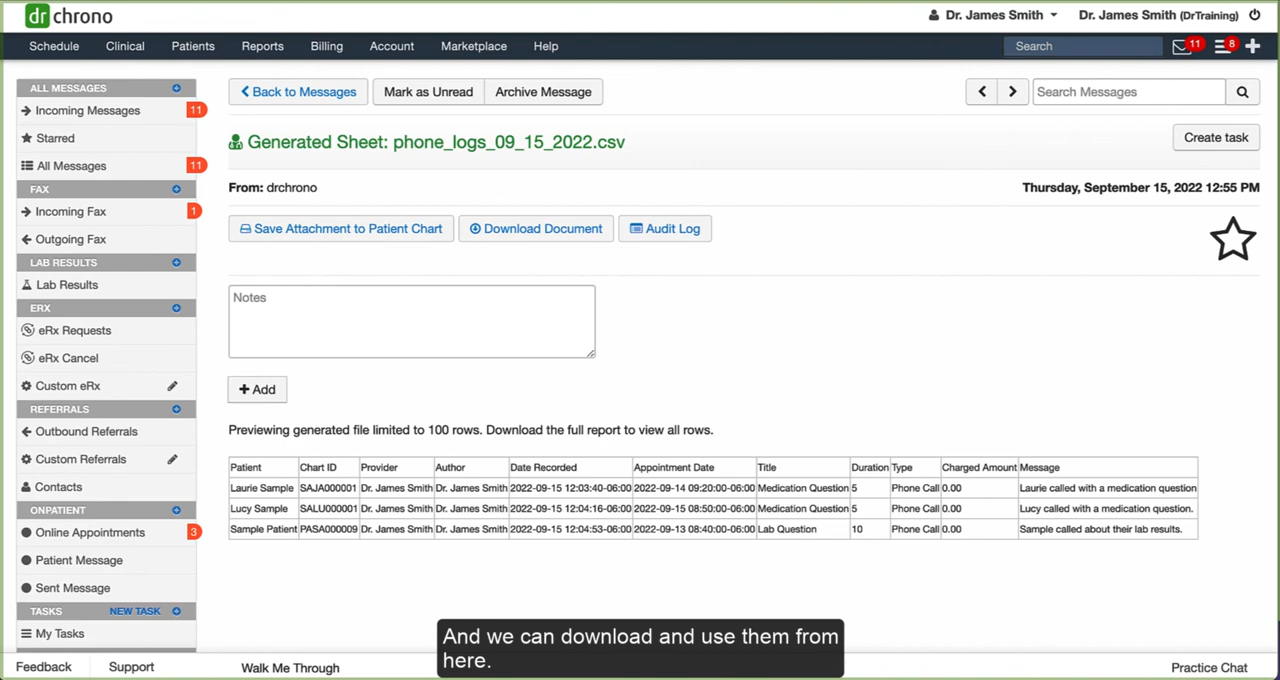 dr chrono
Dr. James Smith
Dr. James Smith (DrTraining)
Schedule Clinical Patients Reports Billing Account Marketplace Help
Search
11
8
ALL MESSAGES
Incoming Messages 11
Starred
All Messages 11
FAX
Incoming Fax 1
Outgoing Fax
LAB RESULTS
Lab Results
ERX
eRx Requests
eRx Cancel
Custom eRx
REFERRALS
Outbound Referrals
Custom Referrals
Contacts
ONPATIENT
Online Appointments 3
Patient Message
Sent Message
TASKS NEW TASK
My Tasks
Back to Messages Mark as Unread Archive Message
Search Messages
Generated Sheet: phone_logs_09_15_2022.csv
Create task
From: drchrono
Thursday, September 15, 2022 12:55 PM
Save Attachment to Patient Chart Download Document Audit Log
Notes
+ Add
Previewing generated file limited to 100 rows. Download the full report to view all rows.
Patient Chart ID Provider Author Date Recorded Appointment Date Title Duration Type Charged Amount Message
Laurie Sample SAJA000001 Dr. James Smith Dr. James Smith 2022-09-15 12:03:40-06:00 2022-09-14 09:20:00-06:00 Medication Question 5 Phone Call 0.00 Laurie called with a medication question
Lucy Sample SALU000001 Dr. James Smith Dr. James Smith 2022-09-15 12:04:16-06:00 2022-09-15 08:50:00-06:00 Medication Question 5 Phone Call 0.00 Lucy called with a medication question.
Sample Patient PASA000009 Dr. James Smith Dr. James Smith 2022-09-15 12:04:53-06:00 2022-09-13 08:40:00-06:00 Lab Question 10 Phone Call 0.00 Sample called about their lab results.
And we can download and use them from
here.
Feedback Support Walk Me Through Practice Chat